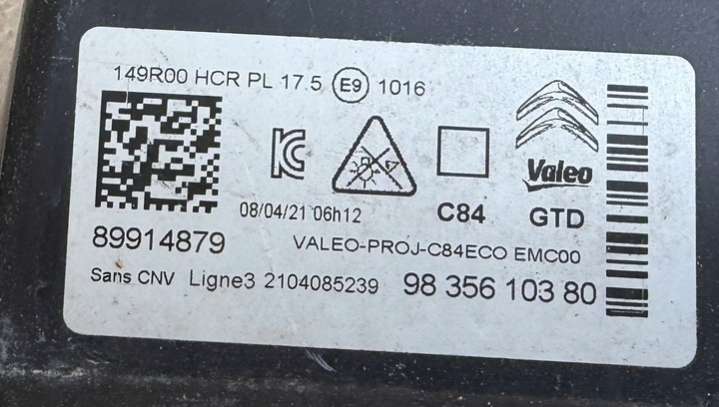 149R00 HCR PL 17.5 E9 1016
KC
Valeo
08/04/21 06h12 C84 GTD
89914879 VALEO-PROJ-C84ECO EMC00
Sans CNV Ligne3 2104085239 98 356 103 80